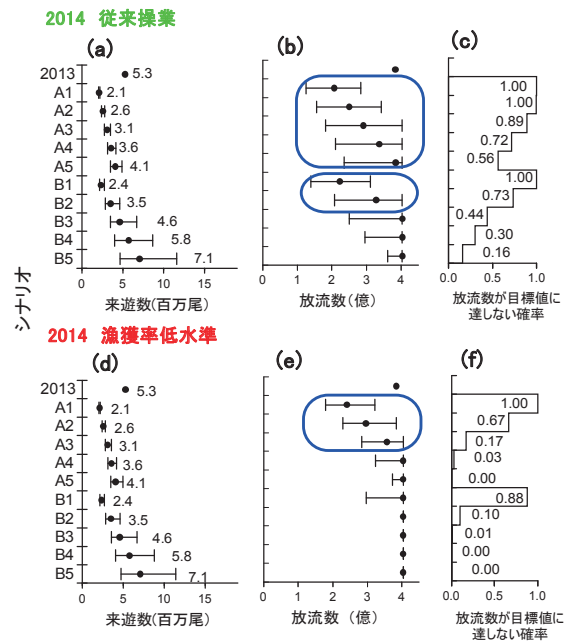 2014 従来操業
(a)
(b)
(c)
シナリオ
2013
A1
A2
A3
A4
A5
B1
B2
B3
B4
B5
5.3
2.1
2.6
3.1
3.6
4.1
2.4
3.5
4.6
5.8
7.1
0 5 10 15
来遊数(百万尾)
0 1 2 3 4
放流数(億)
1.00
1.00
0.89
0.72
0.56
1.00
0.73
0.44
0.30
0.16
0.0 0.5 1.0
放流数が目標値に
達しない確率
2014 漁獲率低水準
(d)
(e)
(f)
2013
A1
A2
A3
A4
A5
B1
B2
B3
B4
B5
5.3
2.1
2.6
3.1
3.6
4.1
2.4
3.5
4.6
5.8
7.1
0 5 10 15
来遊数(百万尾)
0 1 2 3 4
放流数 (億)
1.00
0.67
0.17
0.03
0.00
0.88
0.10
0.01
0.00
0.00
0.0 0.5 1.0
放流数が目標値に
達しない確率